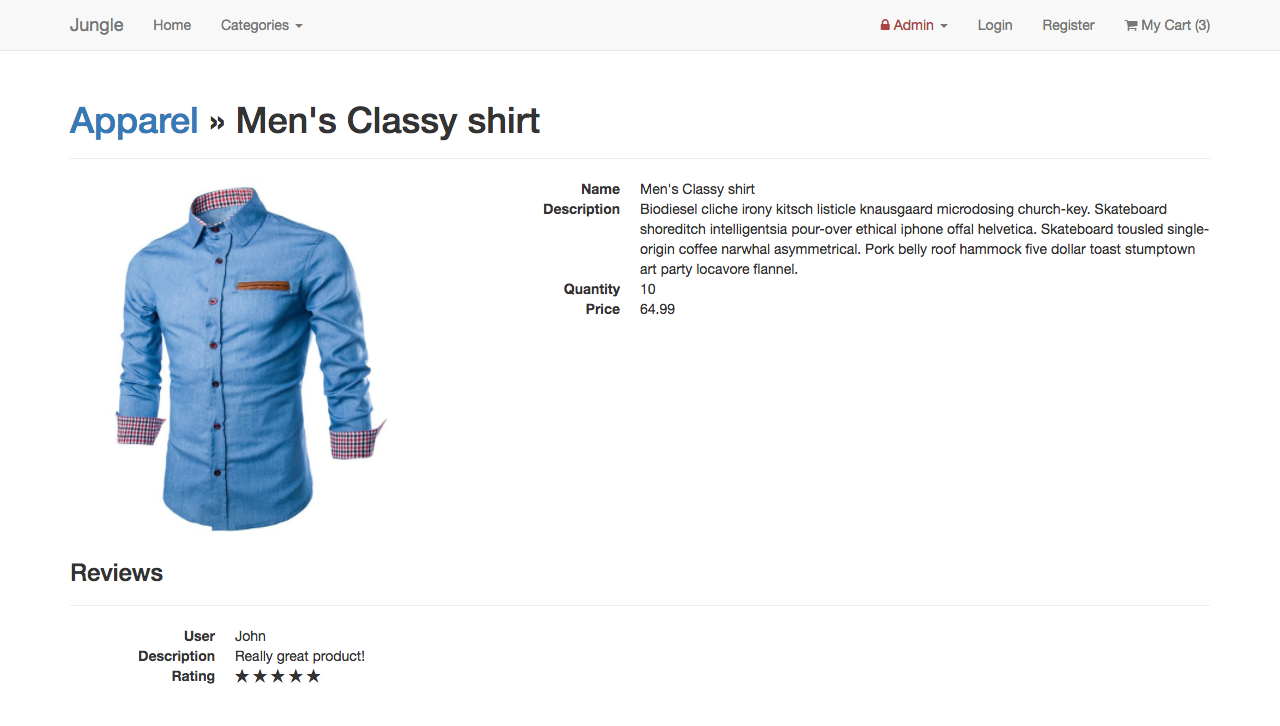 Jungle Home Categories Admin Login Register My Cart (3)
Apparel » Men's Classy shirt
Name Men's Classy shirt
Description Biodiesel cliche irony kitsch listicle knausgaard microdosing church-key. Skateboard
shoreditch intelligentsia pour-over ethical iphone offal helvetica. Skateboard tousled single-
origin coffee narwhal asymmetrical. Pork belly roof hammock five dollar toast stumptown
art party locavore flannel.
Quantity 10
Price 64.99
Reviews
User John
Description Really great product!
Rating ★★★★★